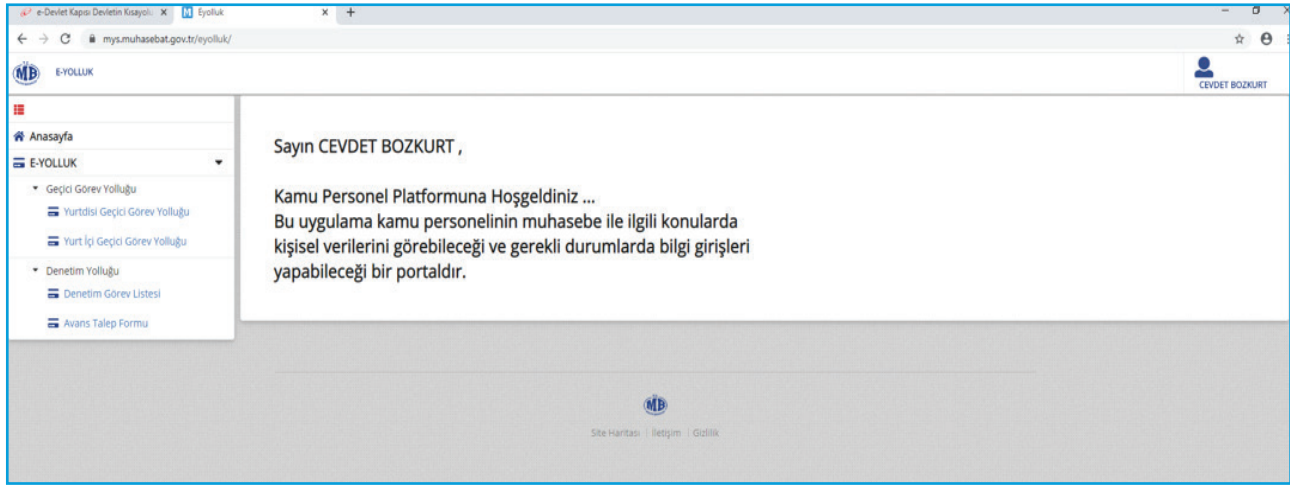 e-Devlet Kapısı Devletin Kısayolu
Eyolluk
mys.muhasebat.gov.tr/eyolluk/
MB
E-YOLLUK
CEVDET BOZKURT
Anasayfa
E-YOLLUK
Geçici Görev Yolluğu
Yurtdisi Geçici Görev Yolluğu
Yurt İçi Geçici Görev Yolluğu
Denetim Yolluğu
Denetim Görev Listesi
Avans Talep Formu
Sayın CEVDET BOZKURT ,
Kamu Personel Platformuna Hoşgeldiniz ...
Bu uygulama kamu personelinin muhasebe ile ilgili konularda
kişisel verilerini görebileceği ve gerekli durumlarda bilgi girişleri
yapabileceği bir portaldır.
MB
Site Haritası | İletişim | Gizlilik